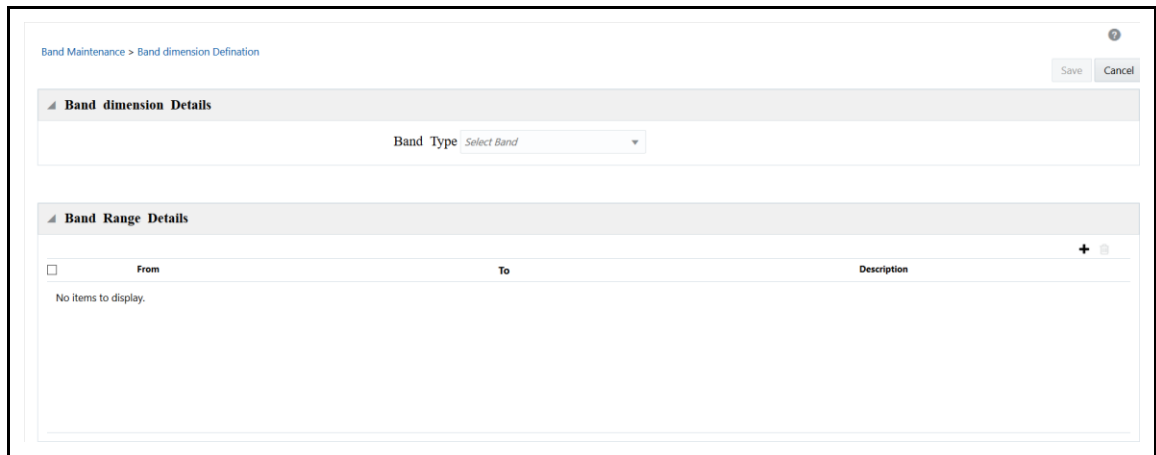 Band Maintenance > Band dimension Defination
Save Cancel
Band dimension Details
Band Type Select Band
Band Range Details
From To Description
No items to display.